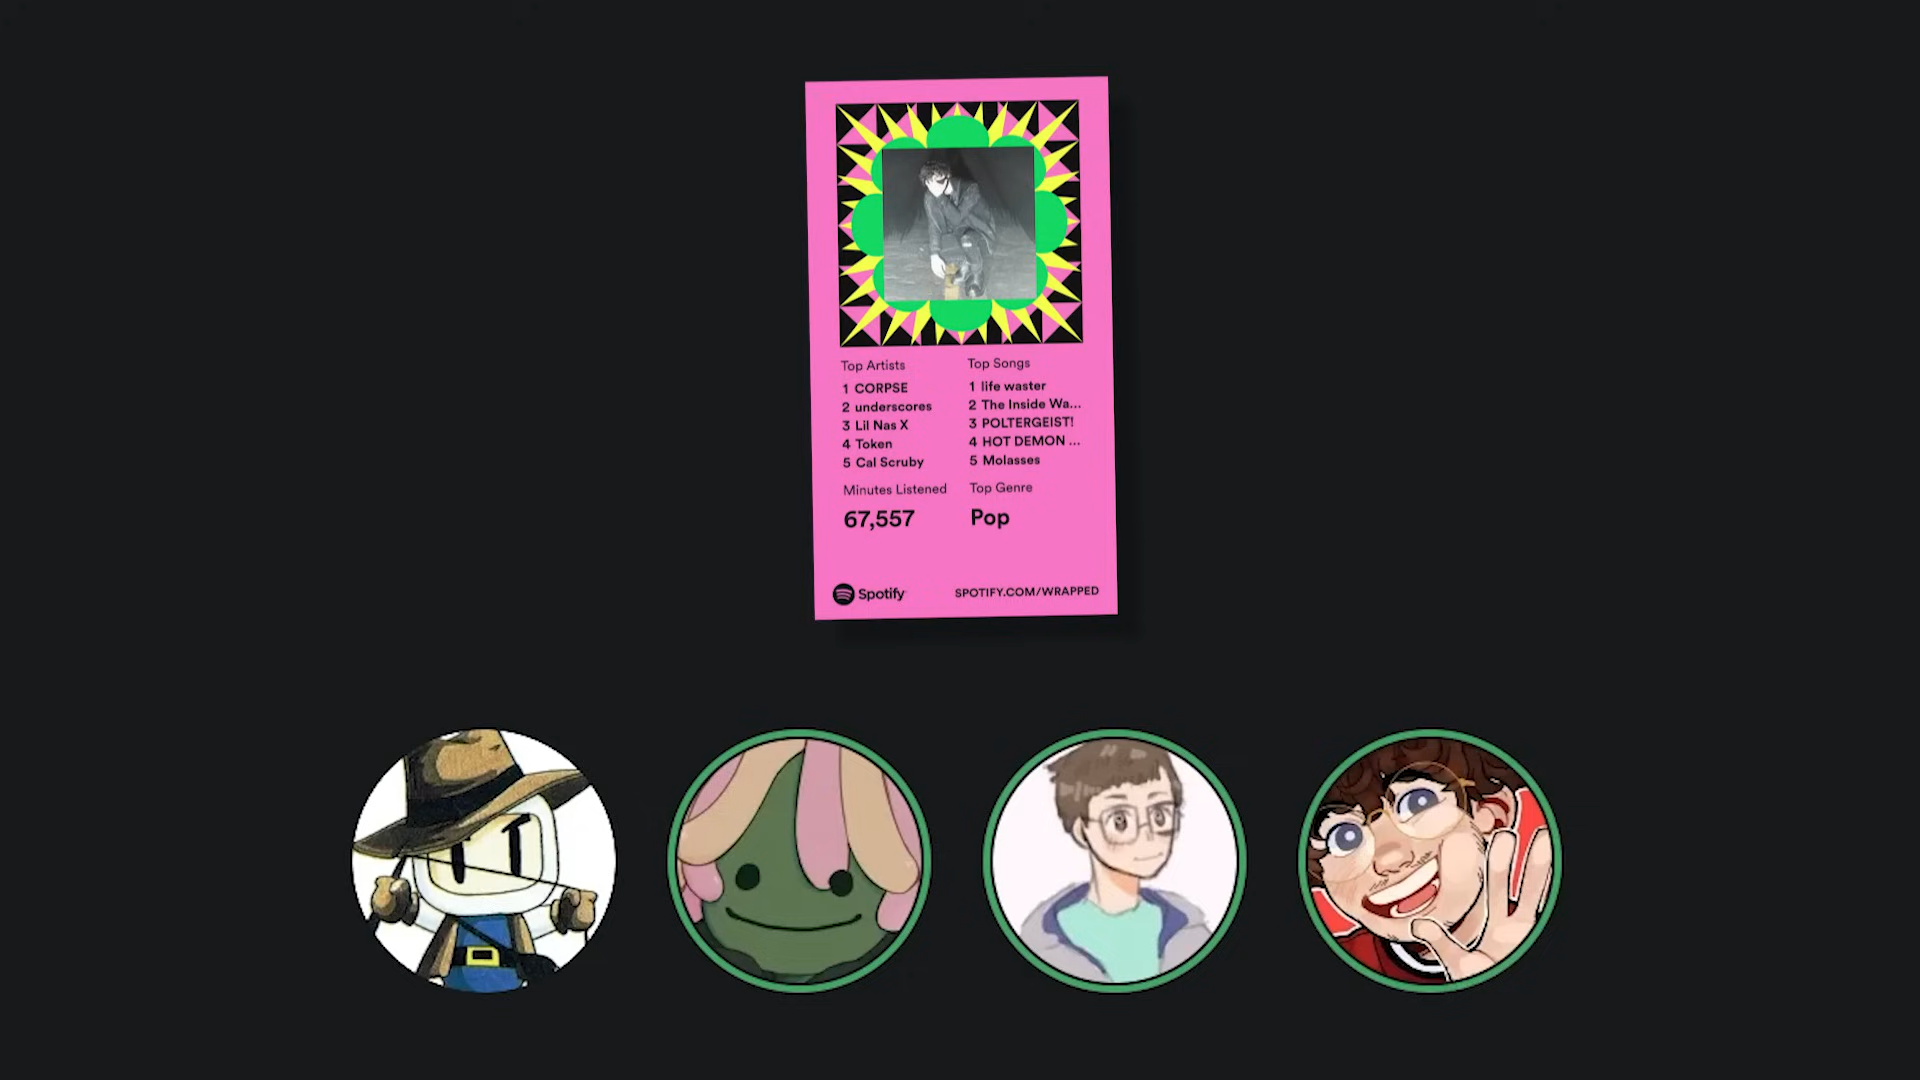 Top Artists
1 CORPSE
2 underscores
3 Lil Nas X
4 Token
5 Cal Scruby
Top Songs
1 life waster
2 The Inside Wa...
3 POLTERGEIST!
4 HOT DEMON ...
5 Molasses
Minutes Listened
67,557
Top Genre
Pop
Spotify
SPOTIFY.COM/WRAPPED